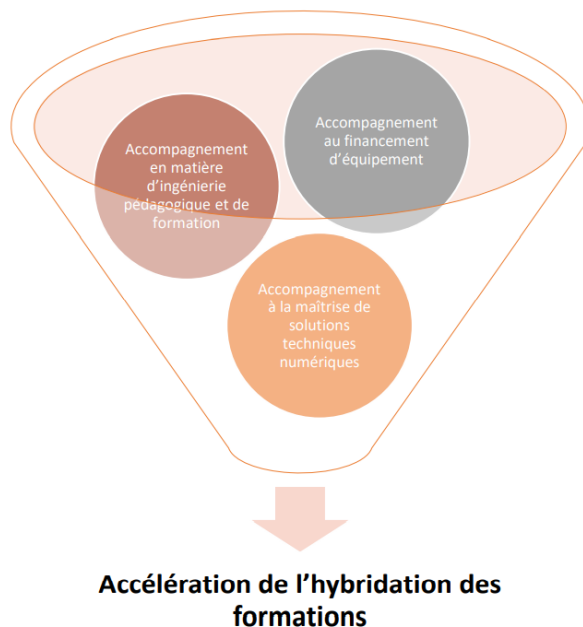 Accompagnement
au financement
d'équipement
Accompagnement
en matière
d'ingénierie
pédagogique et de
formation
Accompagnement
à la maîtrise de
solutions
techniques
numériques
Accélération de l'hybridation des
formations